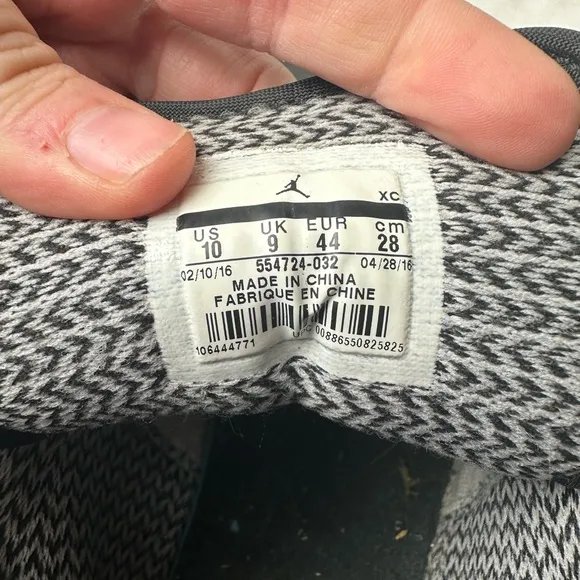 XC
US UK EUR cm
10 9 44 28
02/10/16 554724-032 04/28/16
MADE IN CHINA
FABRIQUE EN CHINE
106444771 00886550825825